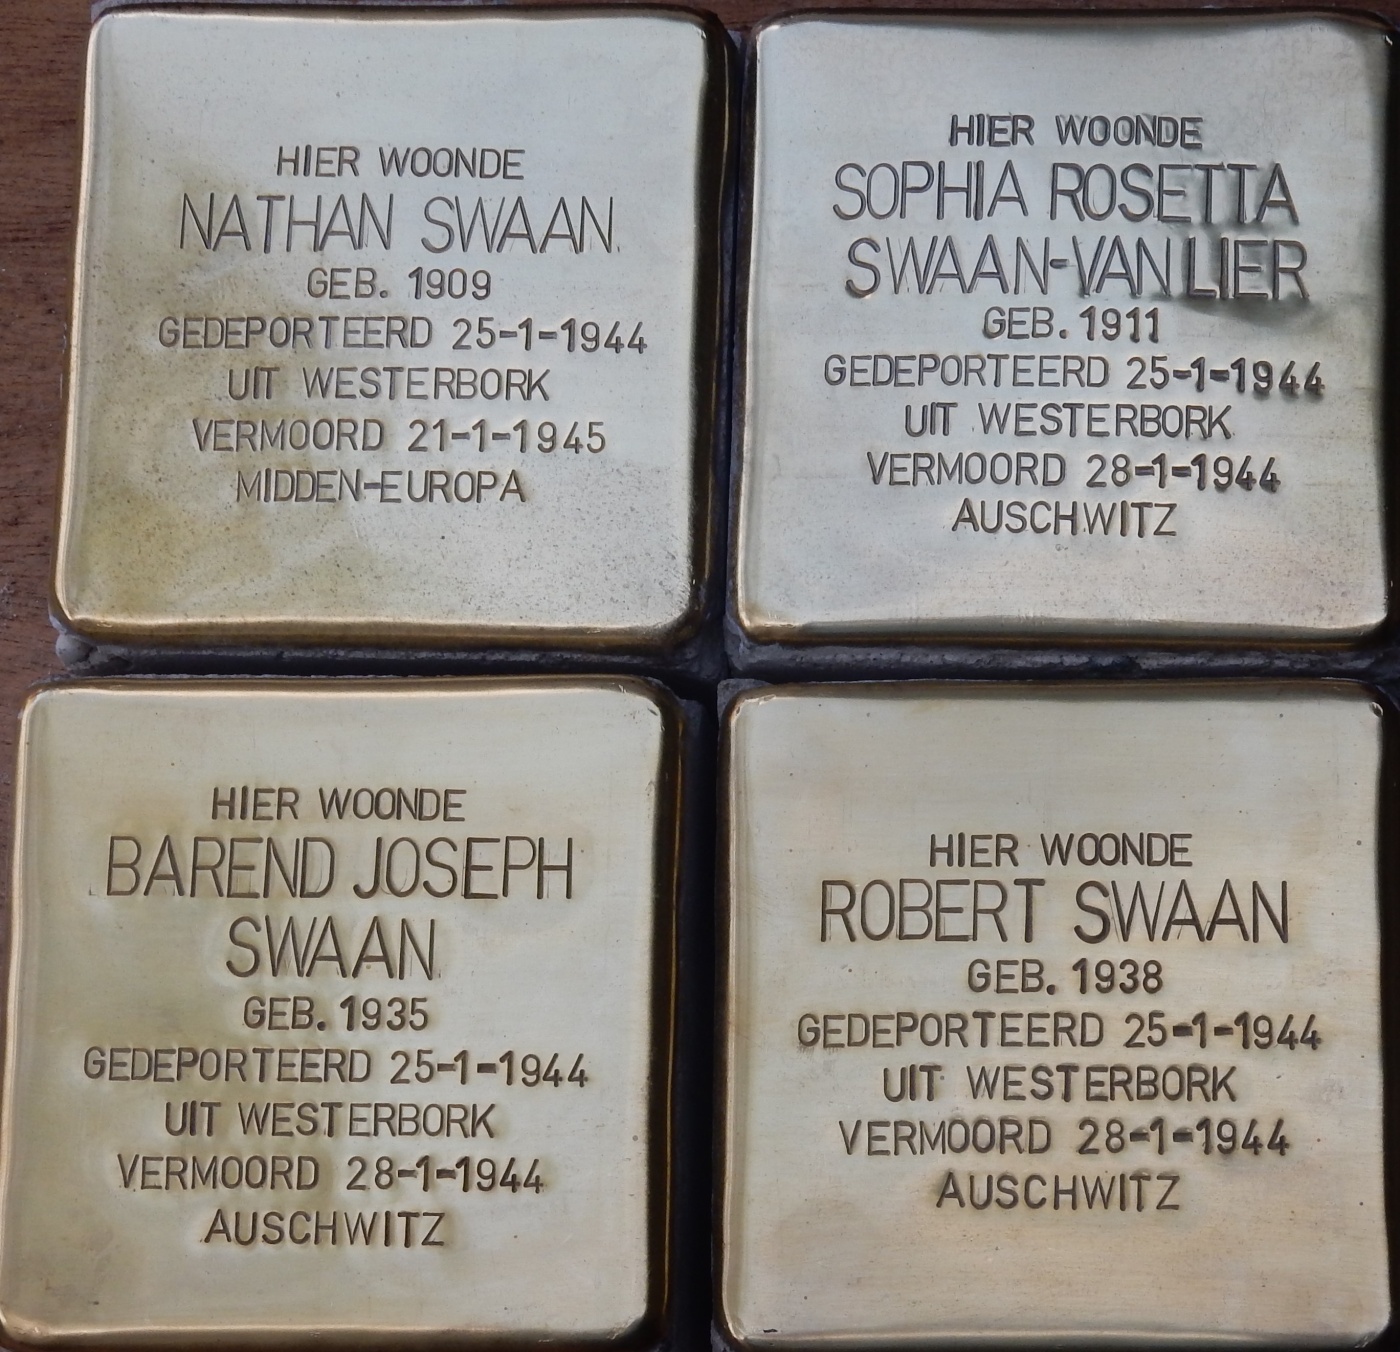 HIER WOONDE
NATHAN SWAAN
GEB. 1909
GEDEPORTEERD 25-1-1944
UIT WESTERBORK
VERMOORD 21-1-1945
MIDDEN-EUROPA
HIER WOONDE
SOPHIA ROSETTA
SWAAN-VAN LIER
GEB. 1911
GEDEPORTEERD 25-1-1944
UIT WESTERBORK
VERMOORD 28-1-1944
AUSCHWITZ
HIER WOONDE
BAREND JOSEPH
SWAAN
GEB. 1935
GEDEPORTEERD 25-1-1944
UIT WESTERBORK
VERMOORD 28-1-1944
AUSCHWITZ
HIER WOONDE
ROBERT SWAAN
GEB. 1938
GEDEPORTEERD 25-1-1944
UIT WESTERBORK
VERMOORD 28-1-1944
AUSCHWITZ